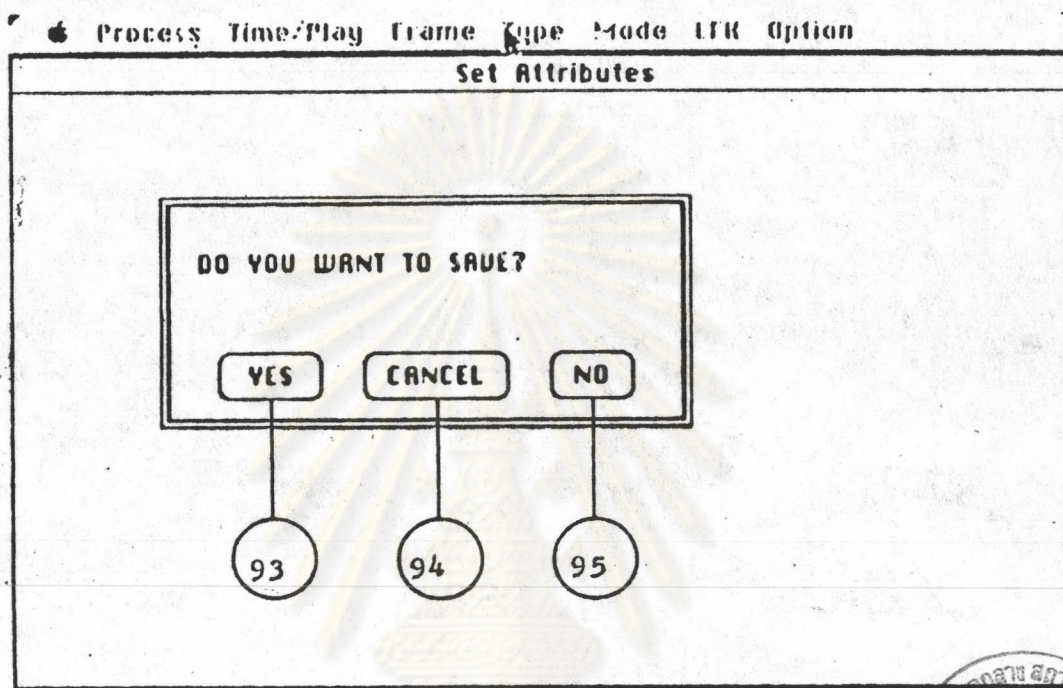 Process Time/Play Frame Type Mode LFK Option
Set Attributes
DO YOU WANT TO SAVE?
YES CANCEL NO
93 94 95